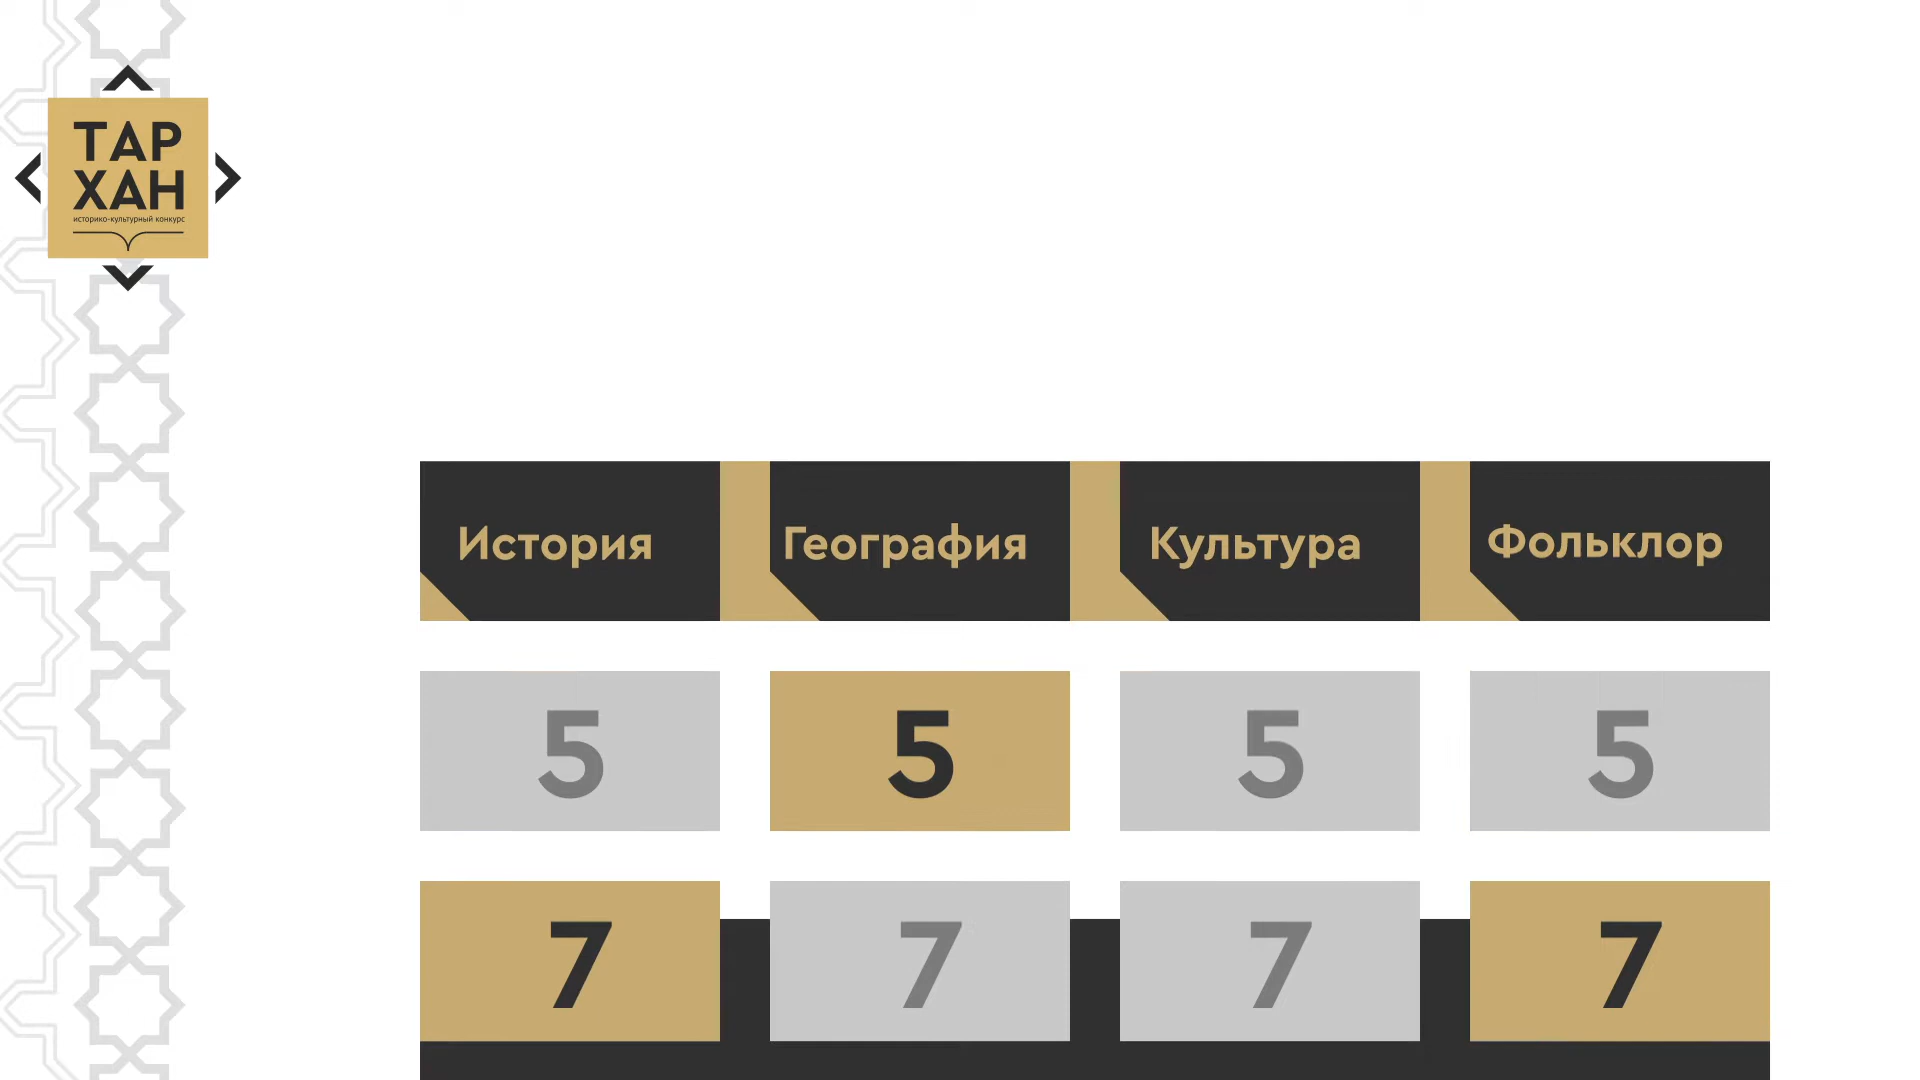 ТАР
ХАН
историко-культурный конкурс
История География Культура Фольклор
5 5 5 5
7 7 7 7